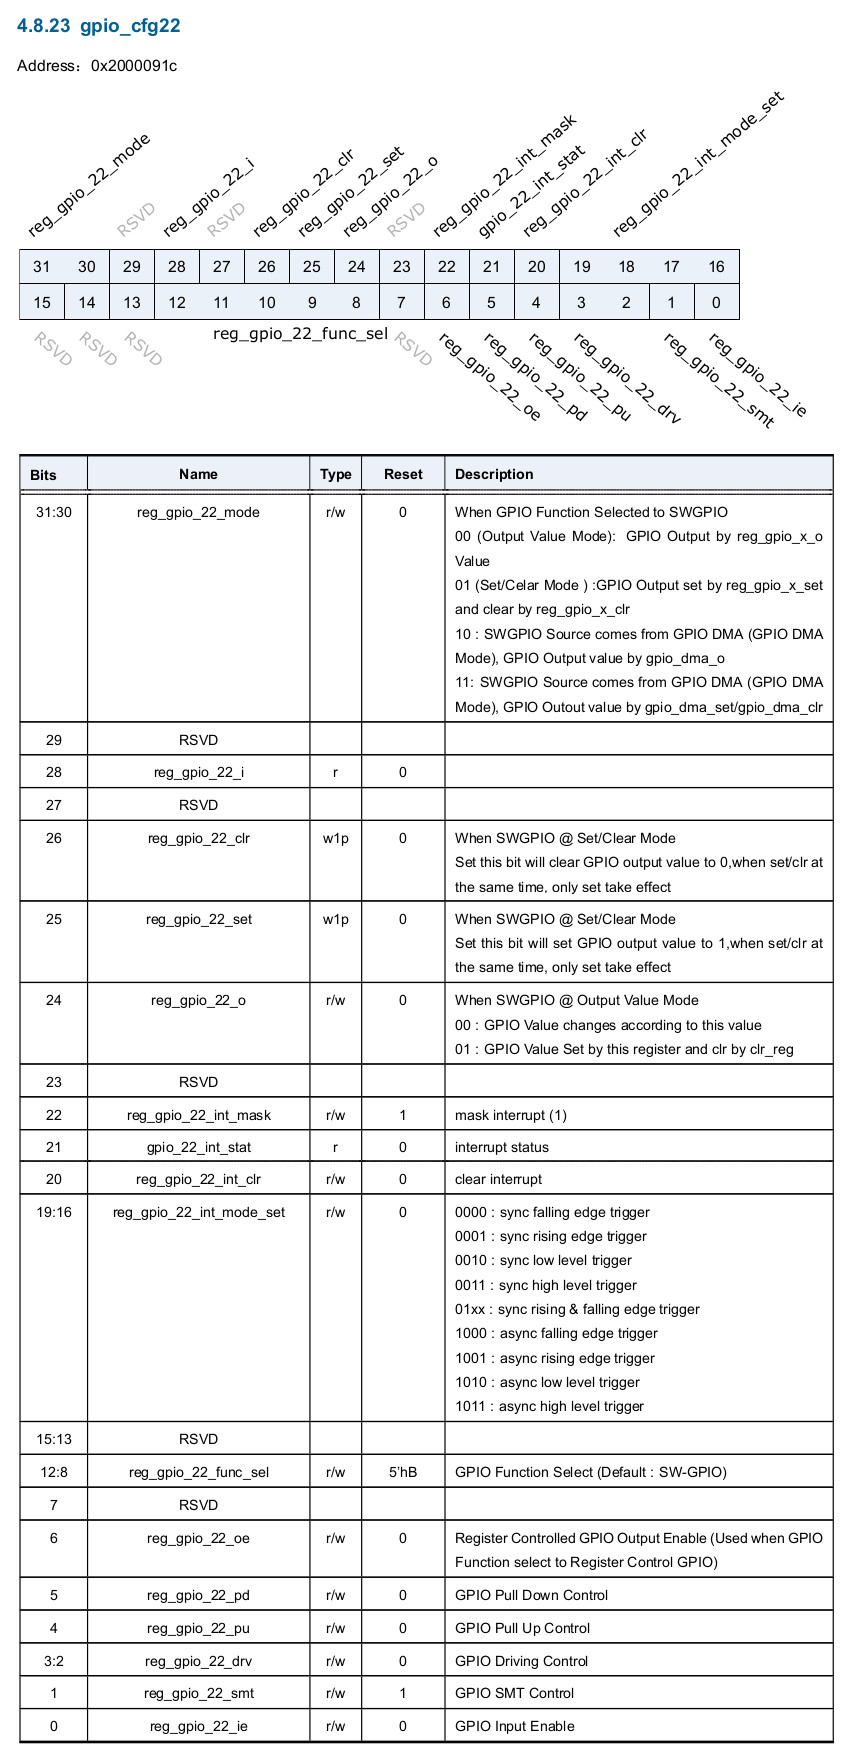 4.8.23 gpio_cfg22
Address：0x2000091c
reg_gpio_22_mode
RSVD
reg_gpio_22_i
RSVD
reg_gpio_22_clr
reg_gpio_22_set
reg_gpio_22_o
RSVD
reg_gpio_22_int_mask
gpio_22_int_stat
reg_gpio_22_int_clr
reg_gpio_22_int_mode_set
31 30 29 28 27 26 25 24 23 22 21 20 19 18 17 16
15 14 13 12 11 10 9 8 7 6 5 4 3 2 1 0
RSVD
RSVD
RSVD
reg_gpio_22_func_sel
RSVD
reg_gpio_22_oe
reg_gpio_22_pd
reg_gpio_22_pu
reg_gpio_22_drv
reg_gpio_22_smt
reg_gpio_22_ie
Bits Name Type Reset Description
31:30 reg_gpio_22_mode r/w 0 When GPIO Function Selected to SWGPIO
00 (Output Value Mode): GPIO Output by reg_gpio_x_o
Value
01 (Set/Celar Mode ) :GPIO Output set by reg_gpio_x_set
and clear by reg_gpio_x_clr
10 : SWGPIO Source comes from GPIO DMA (GPIO DMA
Mode), GPIO Output value by gpio_dma_o
11: SWGPIO Source comes from GPIO DMA (GPIO DMA
Mode), GPIO Outout value by gpio_dma_set/gpio_dma_clr
29 RSVD
28 reg_gpio_22_i r 0
27 RSVD
26 reg_gpio_22_clr w1p 0 When SWGPIO @ Set/Clear Mode
Set this bit will clear GPIO output value to 0,when set/clr at
the same time, only set take effect
25 reg_gpio_22_set w1p 0 When SWGPIO @ Set/Clear Mode
Set this bit will set GPIO output value to 1,when set/clr at
the same time, only set take effect
24 reg_gpio_22_o r/w 0 When SWGPIO @ Output Value Mode
00 : GPIO Value changes according to this value
01 : GPIO Value Set by this register and clr by clr_reg
23 RSVD
22 reg_gpio_22_int_mask r/w 1 mask interrupt (1)
21 gpio_22_int_stat r 0 interrupt status
20 reg_gpio_22_int_clr r/w 0 clear interrupt
19:16 reg_gpio_22_int_mode_set r/w 0 0000 : sync falling edge trigger
0001 : sync rising edge trigger
0010 : sync low level trigger
0011 : sync high level trigger
01xx : sync rising & falling edge trigger
1000 : async falling edge trigger
1001 : async rising edge trigger
1010 : async low level trigger
1011 : async high level trigger
15:13 RSVD
12:8 reg_gpio_22_func_sel r/w 5'hB GPIO Function Select (Default : SW-GPIO)
7 RSVD
6 reg_gpio_22_oe r/w 0 Register Controlled GPIO Output Enable (Used when GPIO
Function select to Register Control GPIO)
5 reg_gpio_22_pd r/w 0 GPIO Pull Down Control
4 reg_gpio_22_pu r/w 0 GPIO Pull Up Control
3:2 reg_gpio_22_drv r/w 0 GPIO Driving Control
1 reg_gpio_22_smt r/w 1 GPIO SMT Control
0 reg_gpio_22_ie r/w 0 GPIO Input Enable